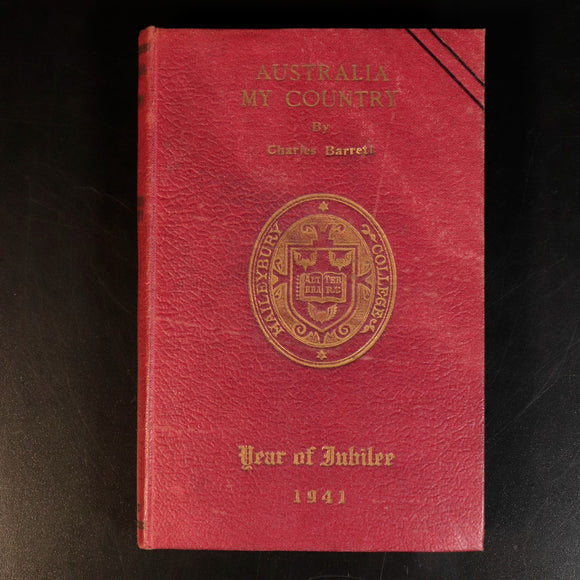 AUSTRALIA
MY COUNTRY
By
Charles Barrett
HAILEYBURY COLLEGE
Year of Jubilee
1941